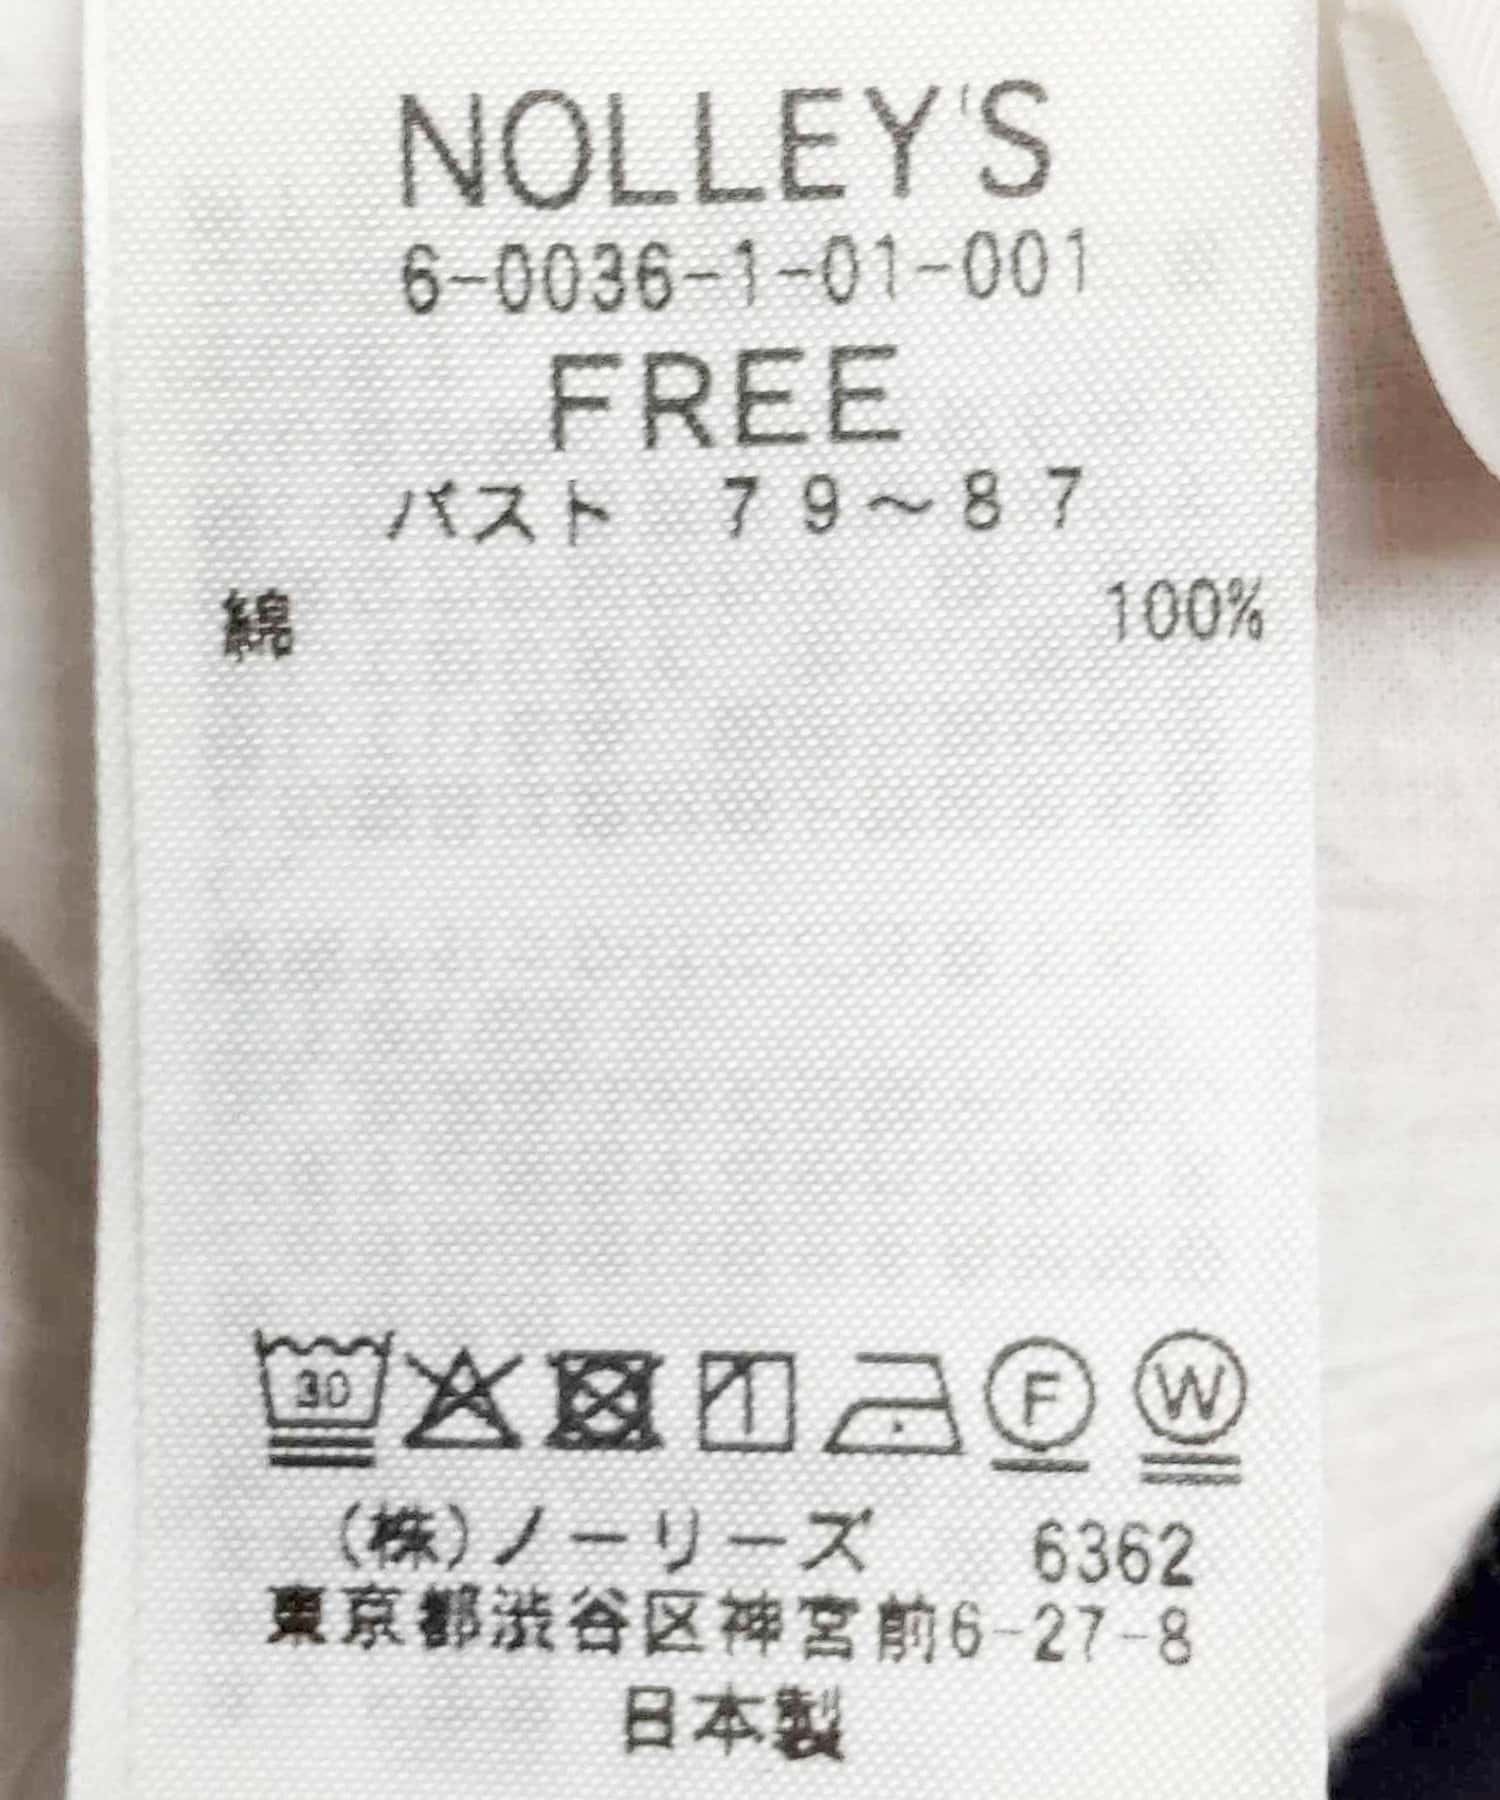 NOLLEY'S
6-0036-1-01-001
FREE
バスト 79～87
綿 100%
30 F W
(株)ノーリーズ 6362
東京都渋谷区神宮前6-27-8
日本製